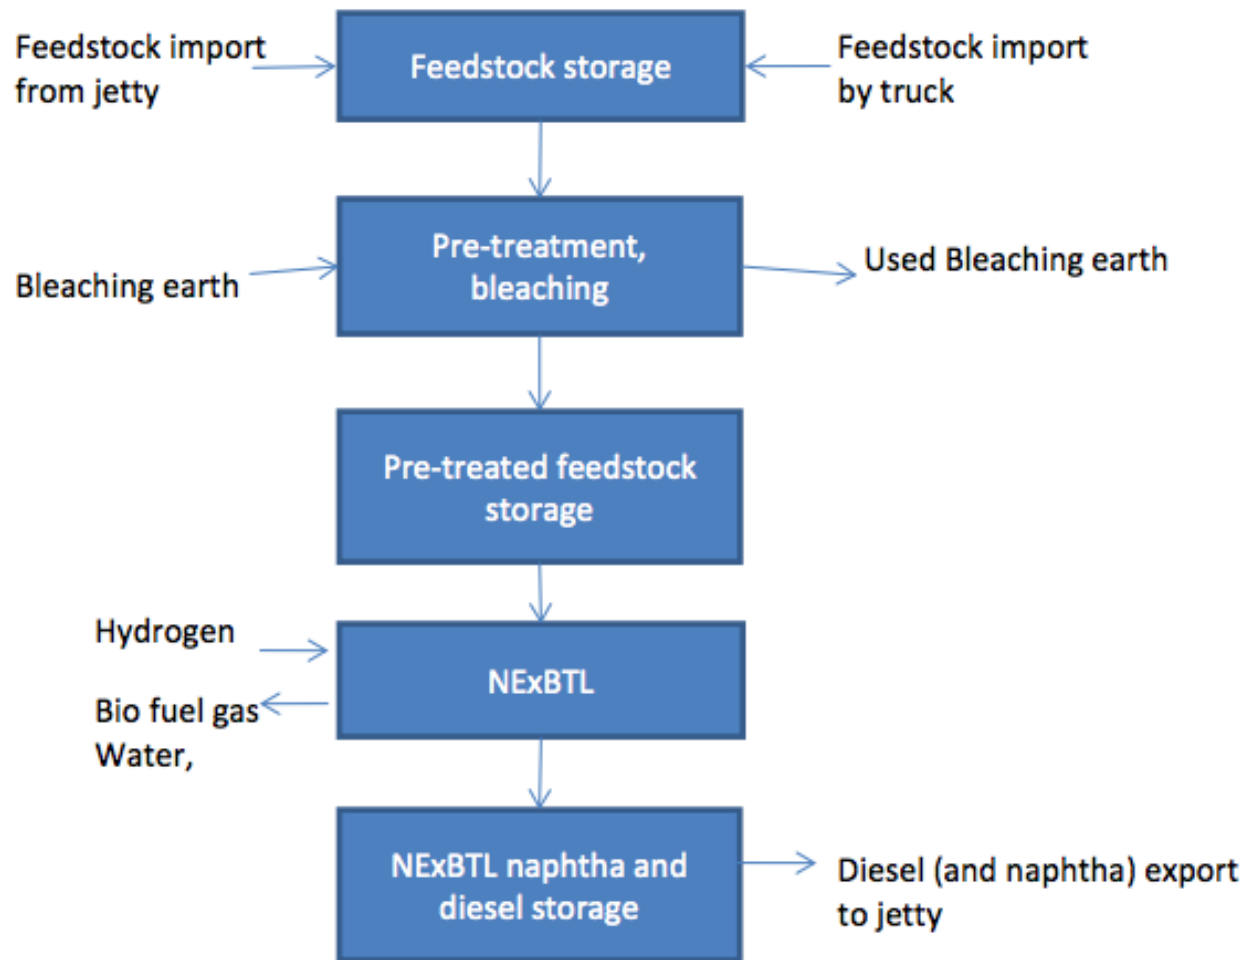 Feedstock import
from jetty
Feedstock storage
Feedstock import
by truck
Bleaching earth
Pre-treatment,
bleaching
Used Bleaching earth
Pre-treated feedstock
storage
Hydrogen
Bio fuel gas
Water,
NExBTL
NExBTL naphtha and
diesel storage
Diesel (and naphtha) export
to jetty